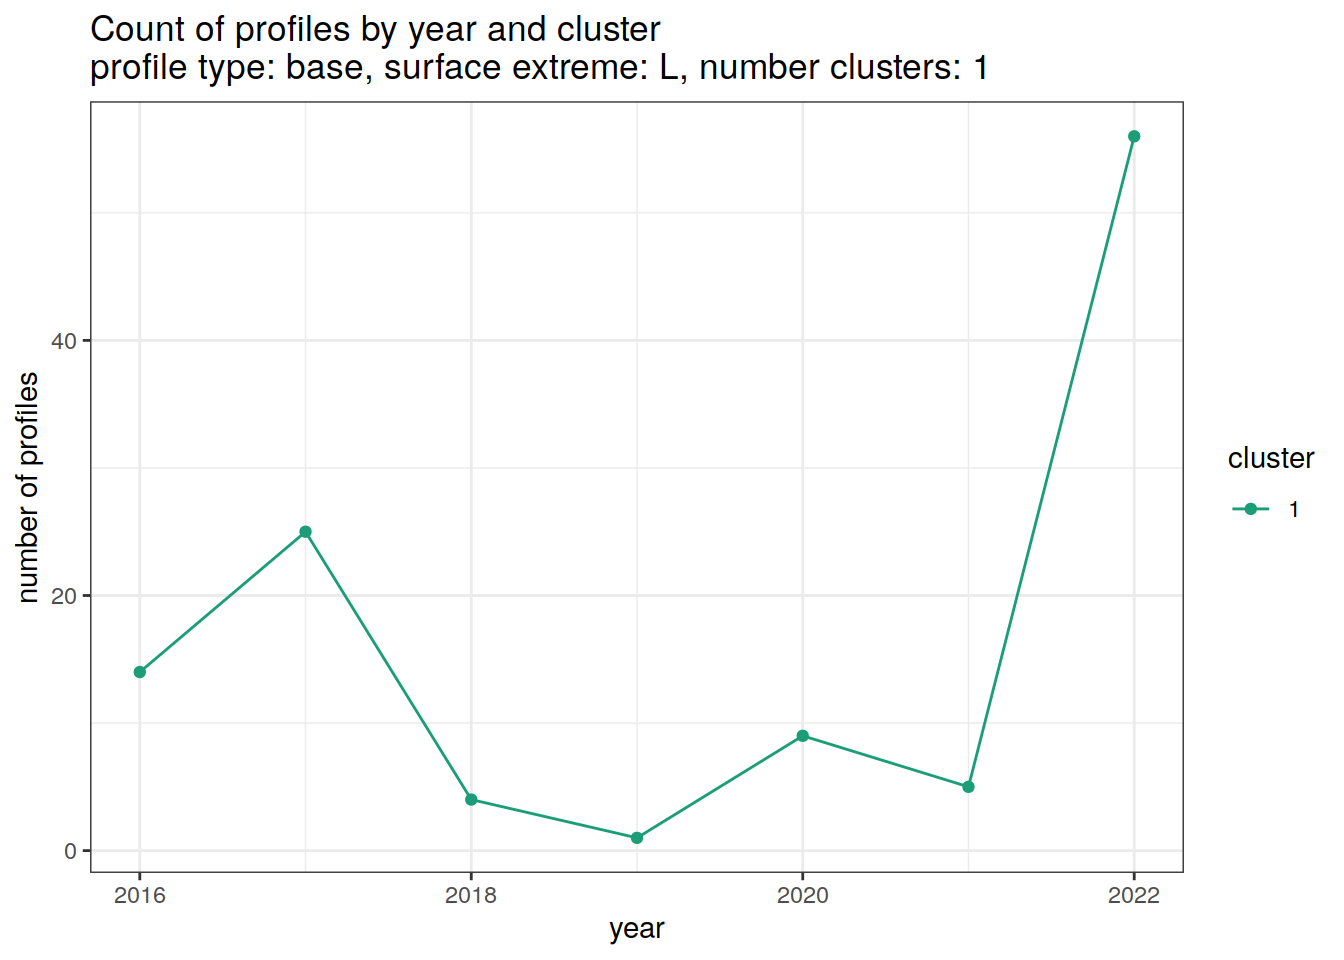 Count of profiles by year and cluster
profile type: base, surface extreme: L, number clusters: 1
number of profiles
40
20
0
2016
2018
2020
2022
year
cluster
1